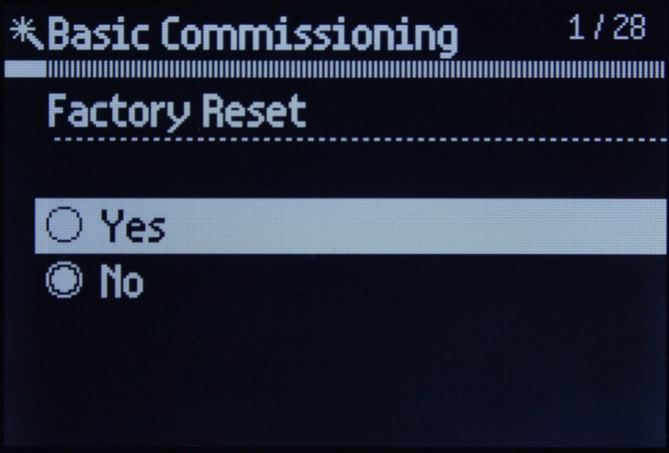 Basic Commissioning 1/28
Factory Reset
Yes
No